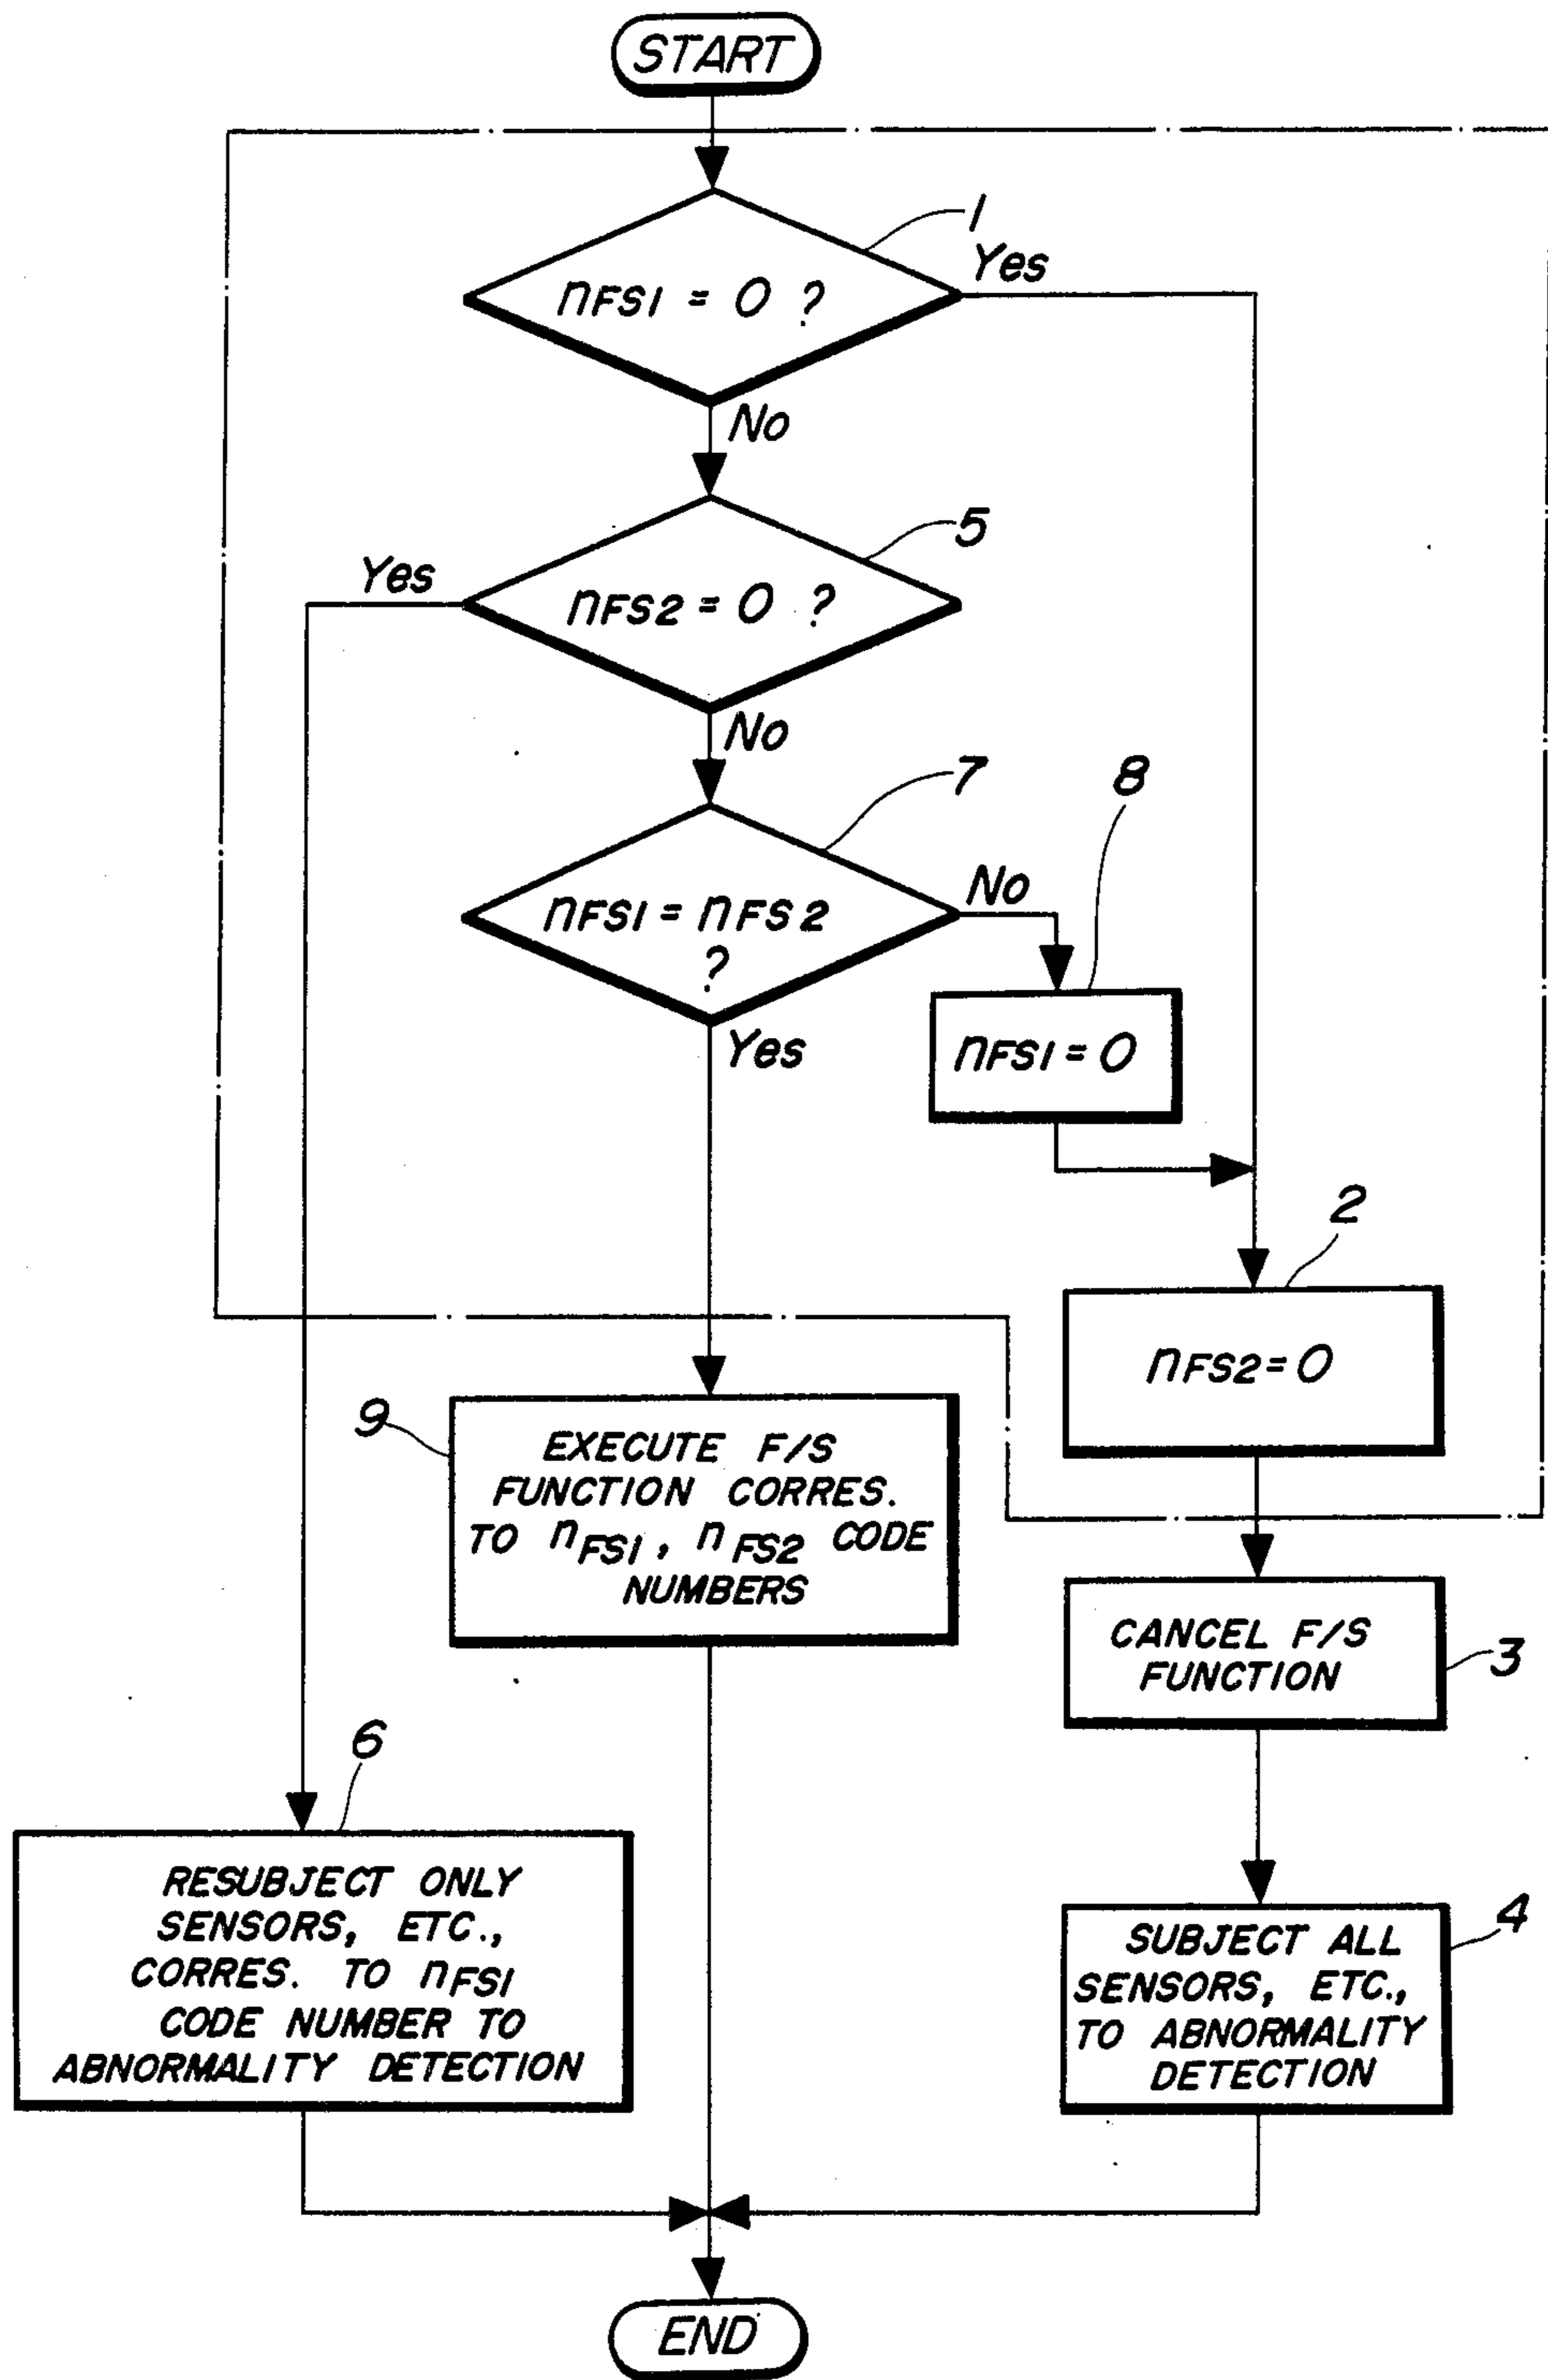 START
1
Yes
nFS1 = 0 ?
No
5
Yes
nFS2 = 0 ?
No
7
8
No
nFS1 = nFS2
?
Yes
nFS1 = 0
2
nFS2 = 0
9
EXECUTE F/S
FUNCTION CORRES.
TO nFS1, nFS2 CODE
NUMBERS
CANCEL F/S
FUNCTION
3
6
RESUBJECT ONLY
SENSORS, ETC.,
CORRES. TO nFS1
CODE NUMBER TO
ABNORMALITY DETECTION
4
SUBJECT ALL
SENSORS, ETC.,
TO ABNORMALITY
DETECTION
END